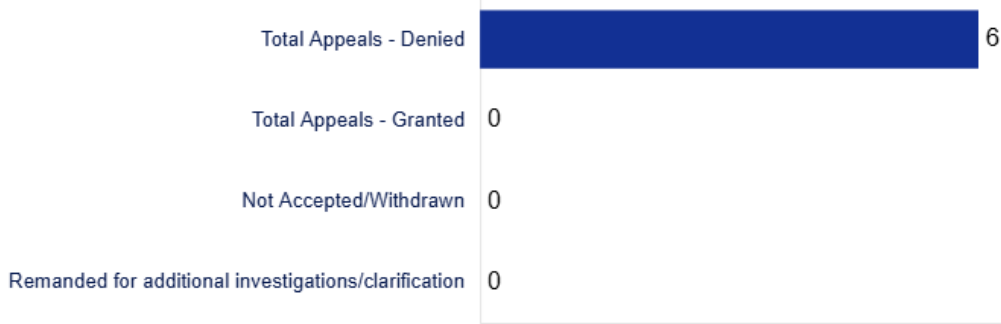 Total Appeals - Denied 6
Total Appeals - Granted 0
Not Accepted/Withdrawn 0
Remanded for additional investigations/clarification 0